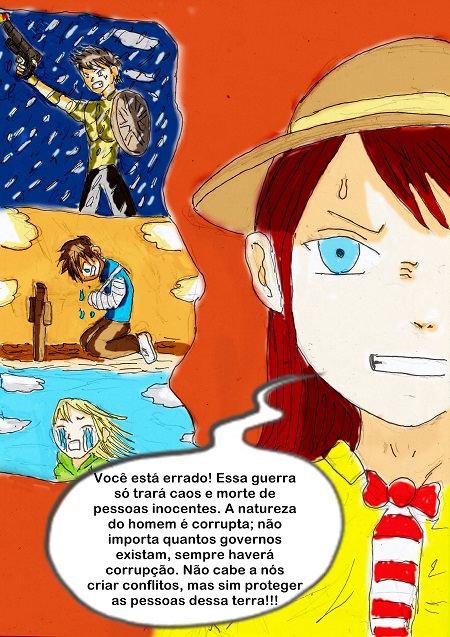 Você está errado! Essa guerra
só trará caos e morte de
pessoas inocentes. A natureza
do homem é corrupta; não
importa quantos governos
existam, sempre haverá
corrupção. Não cabe a nós
criar conflitos, mas sim proteger
as pessoas dessa terra!!!